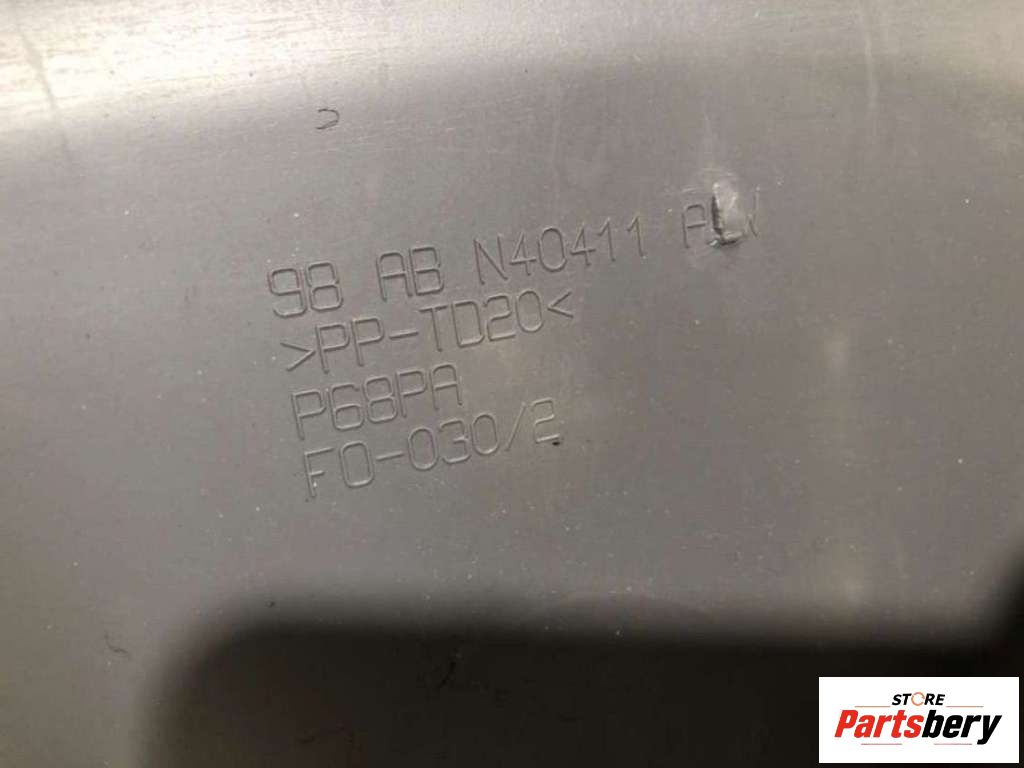 98 AB N40411
>PP-TD20<
P68PA
FO-030/2
STORE
Partsbery